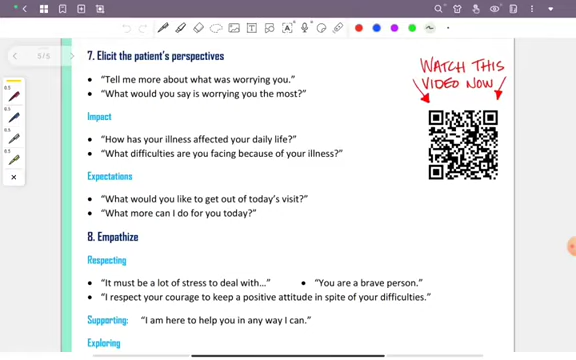 5/5
7. Elicit the patient's perspectives
• "Tell me more about what was worrying you."
• "What would you say is worrying you the most?"
WATCH THIS
VIDEO NOW
Impact
• "How has your illness affected your daily life?"
• "What difficulties are you facing because of your illness?"
Expectations
• "What would you like to get out of today's visit?"
• "What more can I do for you today?"
8. Empathize
Respecting
• "It must be a lot of stress to deal with…" • "You are a brave person."
• "I respect your courage to keep a positive attitude in spite of your difficulties."
Supporting: "I am here to help you in any way I can."
Exploring
0.5
0.5
0.5
0.5